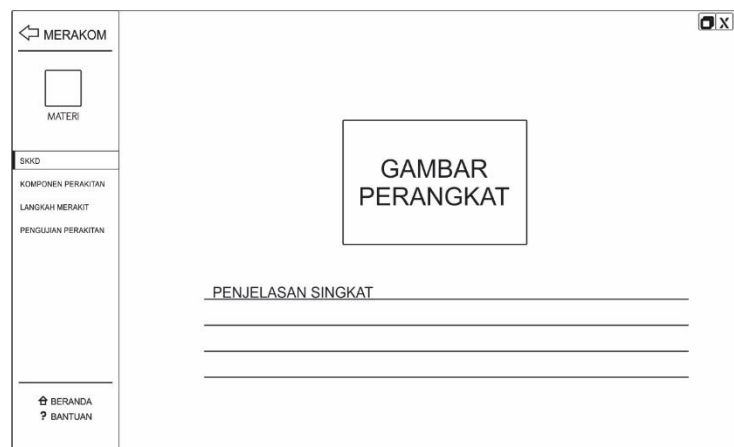 MERAKOM
X
MATERI
SKKD
KOMPONEN PERAKITAN
LANGKAH MERAKIT
PENGUJIAN PERAKITAN
GAMBAR
PERANGKAT
PENJELASAN SINGKAT
BERANDA
? BANTUAN